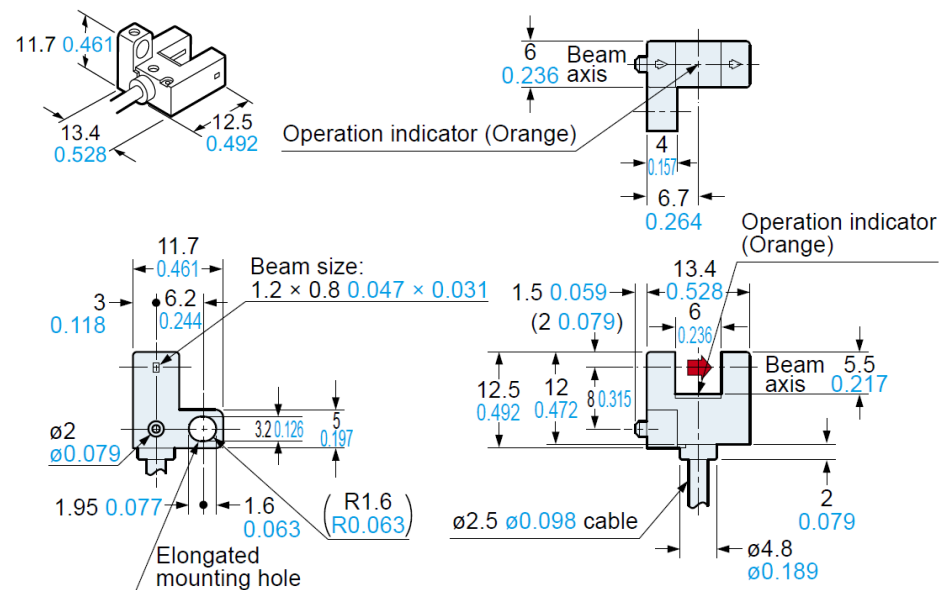 11.7 0.461
13.4
0.528
12.5
0.492
Operation indicator (Orange)
6
0.236
Beam
axis
4
0.157
6.7
0.264
11.7
0.461
3
0.118
6.2
0.244
Beam size:
1.2 × 0.8 0.047 × 0.031
ø2
ø0.079
3.2 0.126
5
0.197
1.95 0.077
1.6
0.063
(R1.6
R0.063)
Elongated
mounting hole
Operation indicator
(Orange)
13.4
0.528
1.5 0.059
(2 0.079)
6
0.236
12.5
0.492
12
0.472
8 0.315
Beam
axis
5.5
0.217
2
0.079
ø2.5 ø0.098 cable
ø4.8
ø0.189